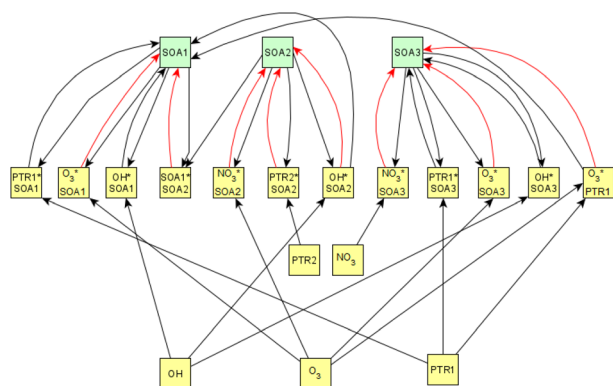 SOA1
SOA2
SOA3
PTR1*
SOA1
O₃*
SOA1
OH*
SOA1
SOA1*
SOA2
NO₃*
SOA2
PTR2*
SOA2
OH*
SOA2
NO₃*
SOA3
PTR1*
SOA3
O₃*
SOA3
OH*
SOA3
O₃*
PTR1
PTR2
NO₃
OH
O₃
PTR1